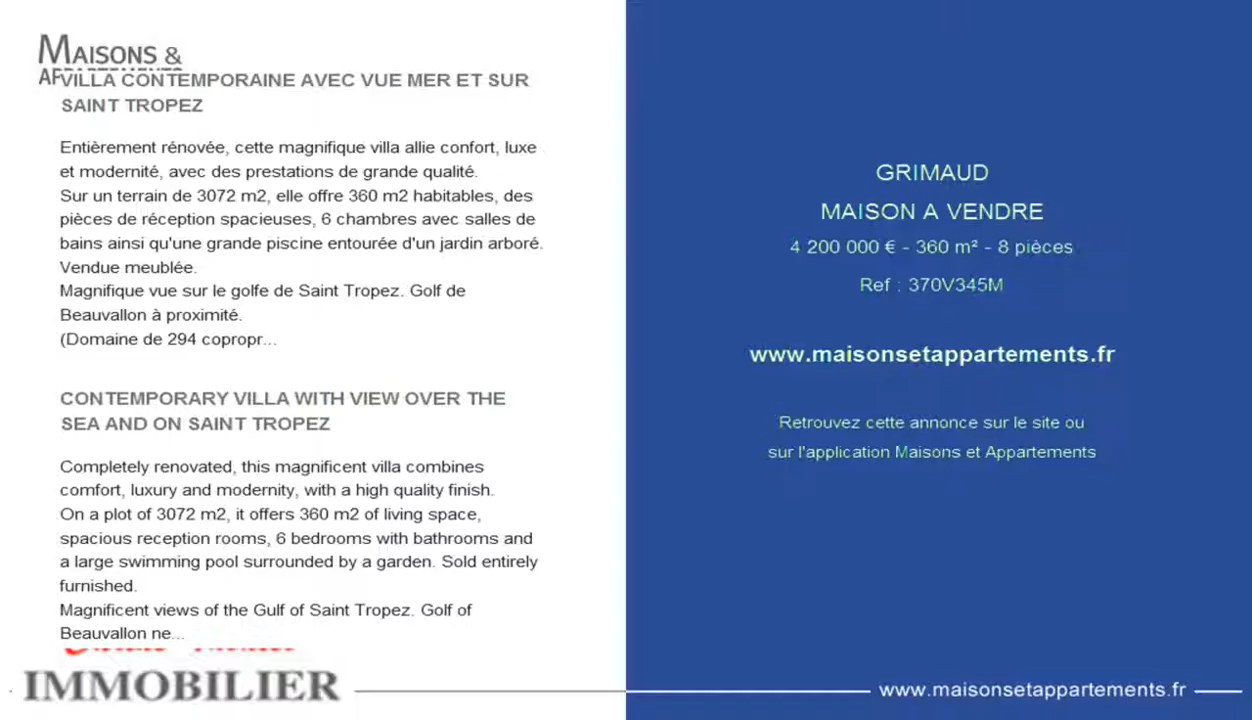 MAISONS &
VILLA CONTEMPORAINE AVEC VUE MER ET SUR
SAINT TROPEZ
Entièrement rénovée, cette magnifique villa allie confort, luxe
et modernité, avec des prestations de grande qualité.
Sur un terrain de 3072 m2, elle offre 360 m2 habitables, des
pièces de réception spacieuses, 6 chambres avec salles de
bains ainsi qu'une grande piscine entourée d'un jardin arboré.
Vendue meublée.
Magnifique vue sur le golfe de Saint Tropez. Golf de
Beauvallon à proximité.
(Domaine de 294 copropr...
CONTEMPORARY VILLA WITH VIEW OVER THE
SEA AND ON SAINT TROPEZ
Completely renovated, this magnificent villa combines
comfort, luxury and modernity, with a high quality finish.
On a plot of 3072 m2, it offers 360 m2 of living space,
spacious reception rooms, 6 bedrooms with bathrooms and
a large swimming pool surrounded by a garden. Sold entirely
furnished.
Magnificent views of the Gulf of Saint Tropez. Golf of
Beauvallon ne...
IMMOBILIER
GRIMAUD
MAISON A VENDRE
4 200 000 € - 360 m² - 8 pièces
Ref : 370V345M
www.maisonsetappartements.fr
Retrouvez cette annonce sur le site ou
sur l'application Maisons et Appartements
www.maisonsetappartements.fr